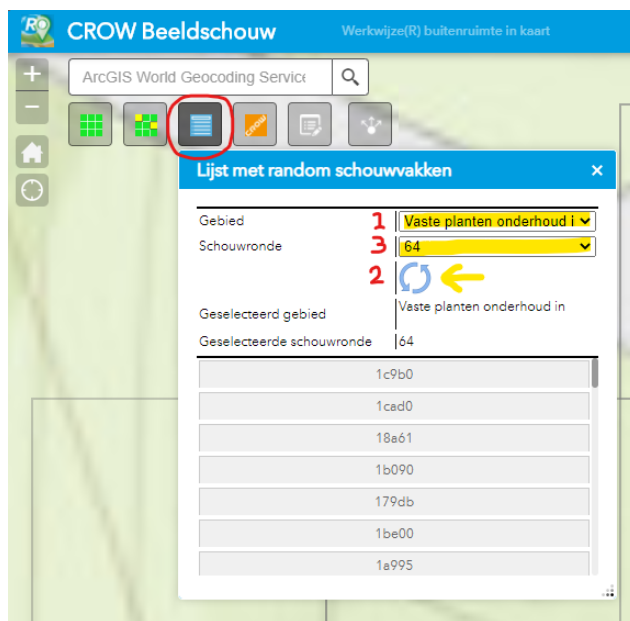 CROW Beeldschouw
Werkwijze(R) buitenruimte in kaart
ArcGIS World Geocoding Service
CROW
Lijst met random schouwvakken
Gebied 1 Vaste planten onderhoud i
Schouwronde 3 64
2
Geselecteerd gebied Vaste planten onderhoud in
Geselecteerde schouwronde 64
1c9b0
1cad0
18a61
1b090
179db
1be00
1a995